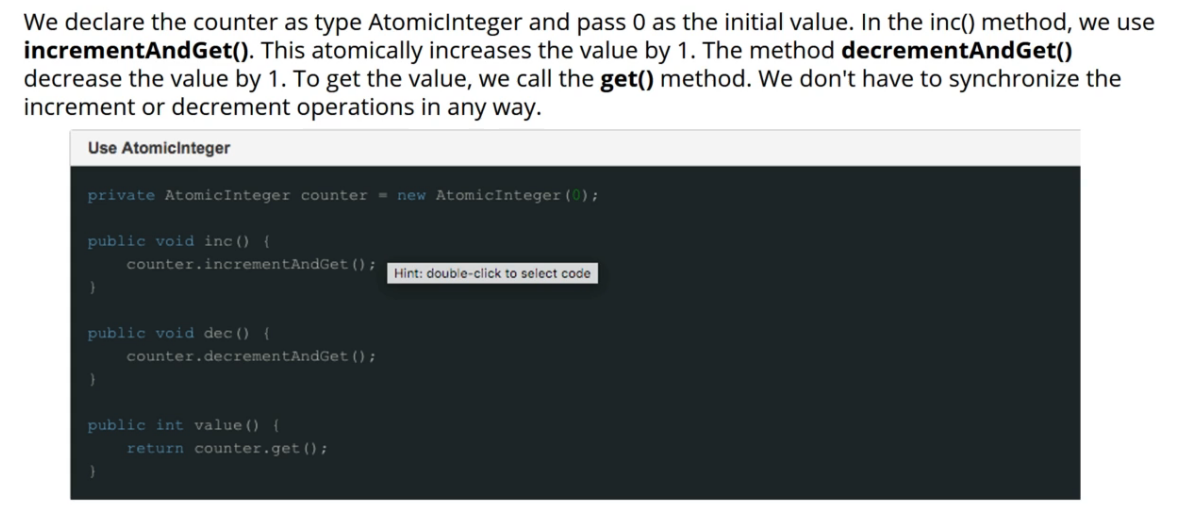 We declare the counter as type AtomicInteger and pass 0 as the initial value. In the inc() method, we use
incrementAndGet(). This atomically increases the value by 1. The method decrementAndGet()
decrease the value by 1. To get the value, we call the get() method. We don't have to synchronize the
increment or decrement operations in any way.
Use AtomicInteger
private AtomicInteger counter = new AtomicInteger(0);
public void inc() {
counter.incrementAndGet();
Hint: double-click to select code
}
public void dec() {
counter.decrementAndGet();
}
public int value() {
return counter.get();
}